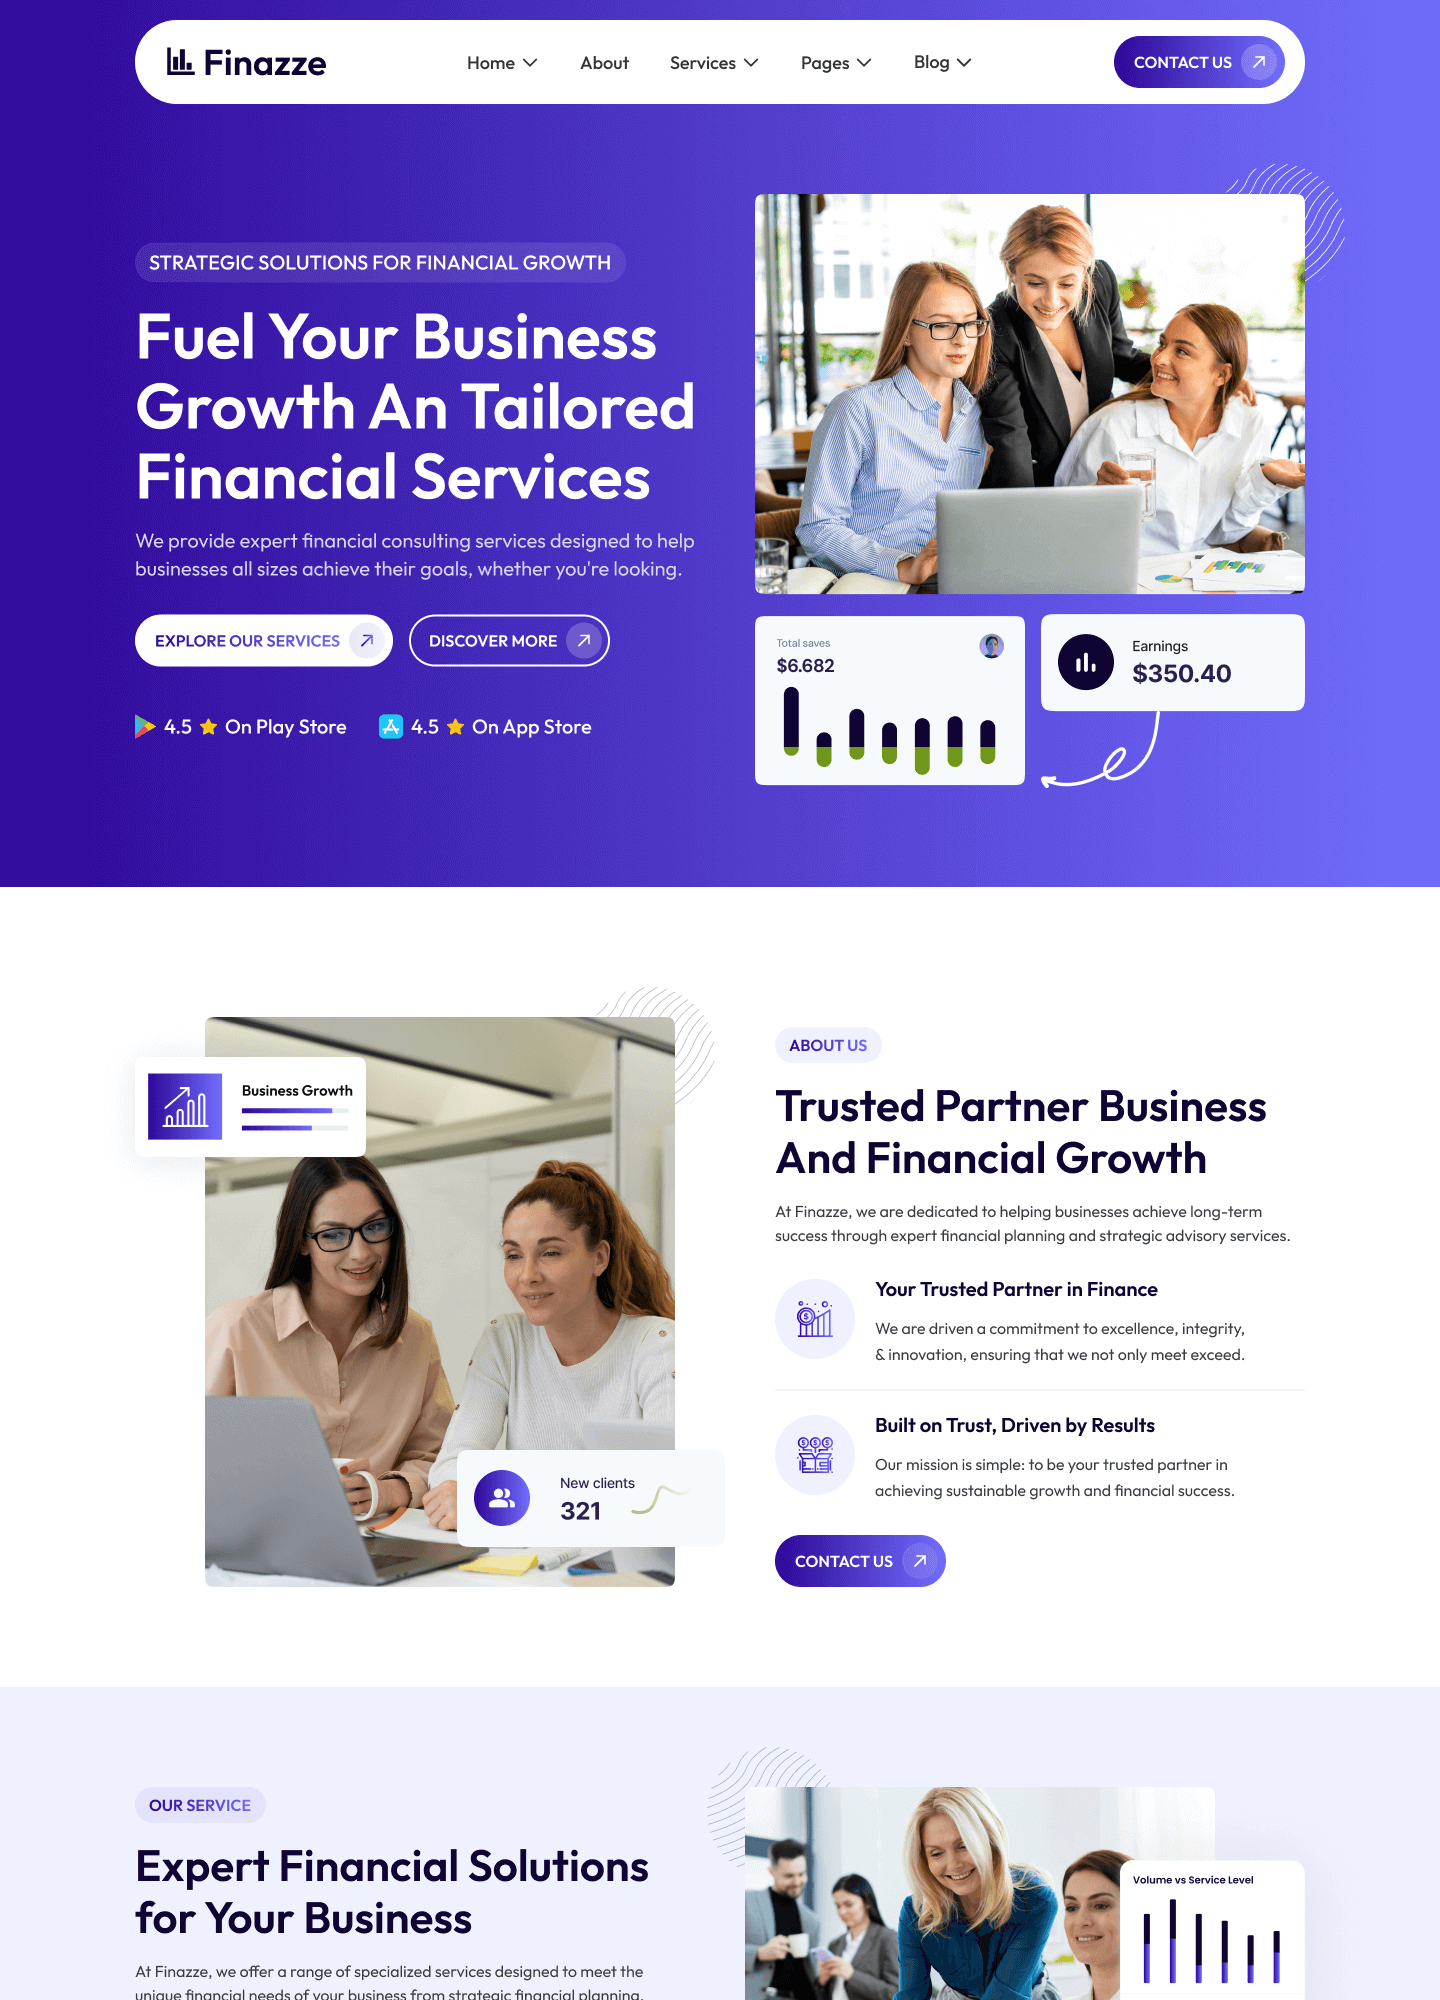 Finazze
Home
About
Services
Pages
Blog
CONTACT US
STRATEGIC SOLUTIONS FOR FINANCIAL GROWTH
Fuel Your Business
Growth An Tailored
Financial Services
We provide expert financial consulting services designed to help
businesses all sizes achieve their goals, whether you're looking.
EXPLORE OUR SERVICES
DISCOVER MORE
4.5 On Play Store
4.5 On App Store
Total saves
$6.682
Earnings
$350.40
Business Growth
New clients
321
ABOUT US
Trusted Partner Business
And Financial Growth
At Finazze, we are dedicated to helping businesses achieve long-term
success through expert financial planning and strategic advisory services.
Your Trusted Partner in Finance
We are driven a commitment to excellence, integrity,
& innovation, ensuring that we not only meet exceed.
Built on Trust, Driven by Results
Our mission is simple: to be your trusted partner in
achieving sustainable growth and financial success.
CONTACT US
OUR SERVICE
Expert Financial Solutions
for Your Business
At Finazze, we offer a range of specialized services designed to meet the
unique financial needs of your business from strategic financial planning.
Volume vs Service Level